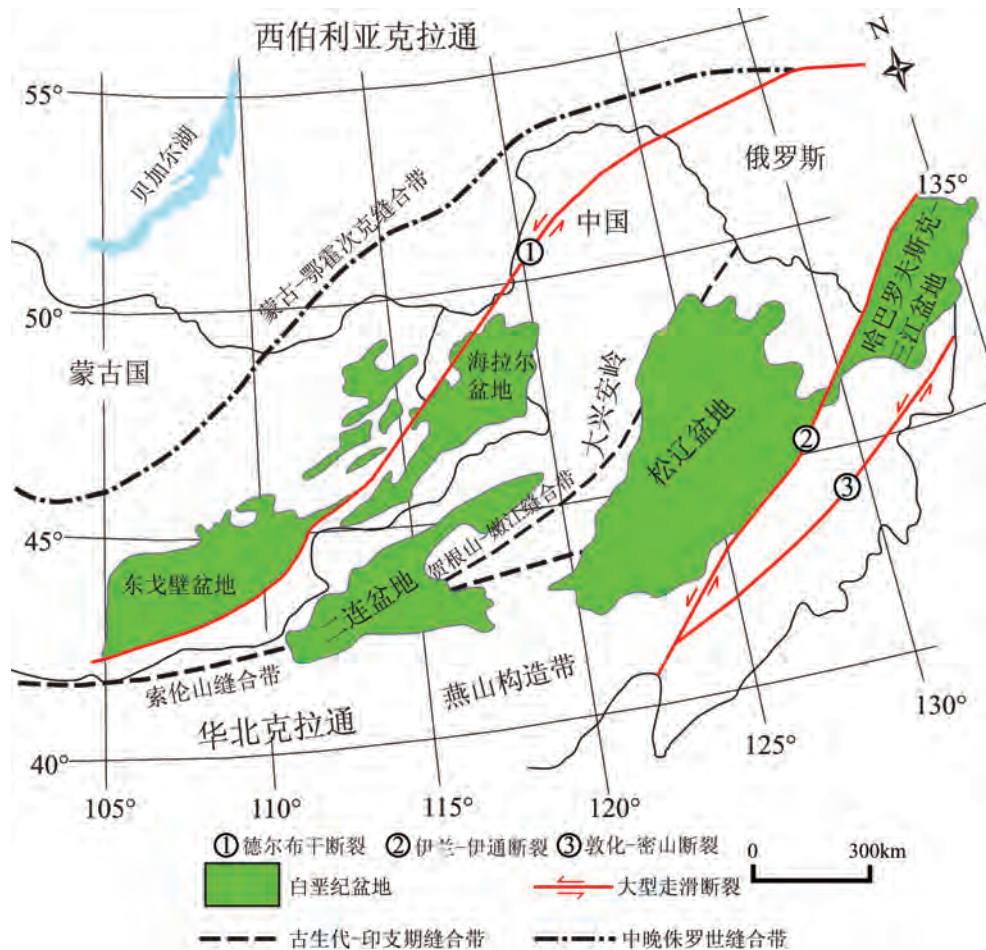 西伯利亚克拉通
N
55°
贝加尔湖
俄罗斯
135°
中国
①
蒙古-鄂霍次克缝合带
哈巴罗夫斯克-
三江盆地
50°
蒙古国
海拉尔
盆地
大兴安岭
松辽盆地
②
③
45°
贺根山-嫩江缝合带
东戈壁盆地
二连盆地
索伦山缝合带
燕山构造带
华北克拉通
40°
105°
110°
115°
120°
125°
130°
①德尔布干断裂 ②伊兰-伊通断裂 ③敦化-密山断裂 0 300km
白垩纪盆地 大型走滑断裂
古生代-印支期缝合带 中晚侏罗世缝合带